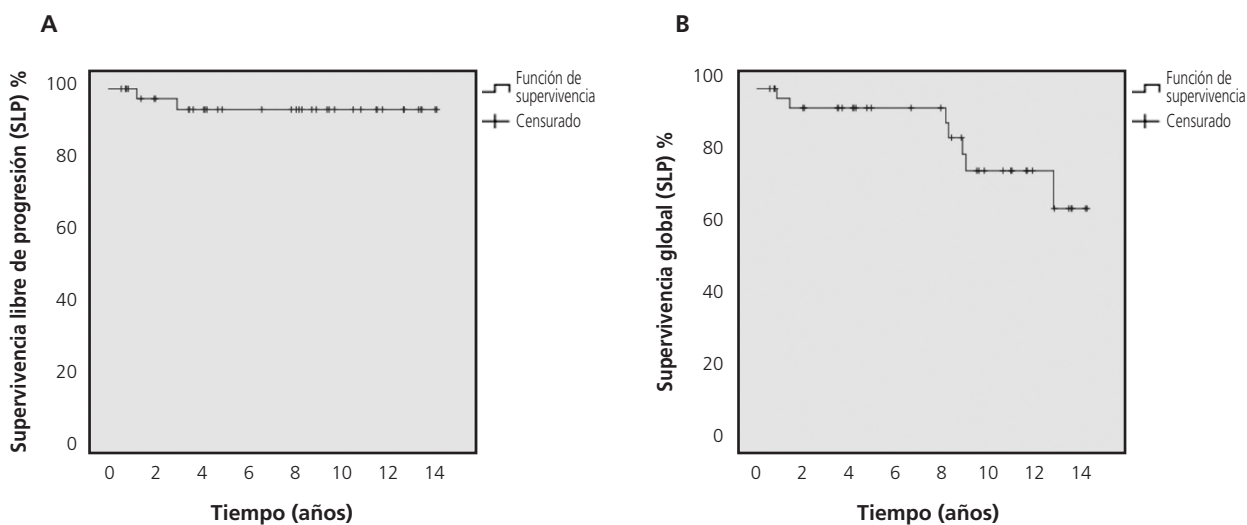 A
Supervivencia libre de progresión (SLP) %
100
80
60
40
20
0
0 2 4 6 8 10 12 14
Tiempo (años)
Función de
supervivencia
Censurado
B
Supervivencia global (SLP) %
100
80
60
40
20
0
0 2 4 6 8 10 12 14
Tiempo (años)
Función de
supervivencia
Censurado